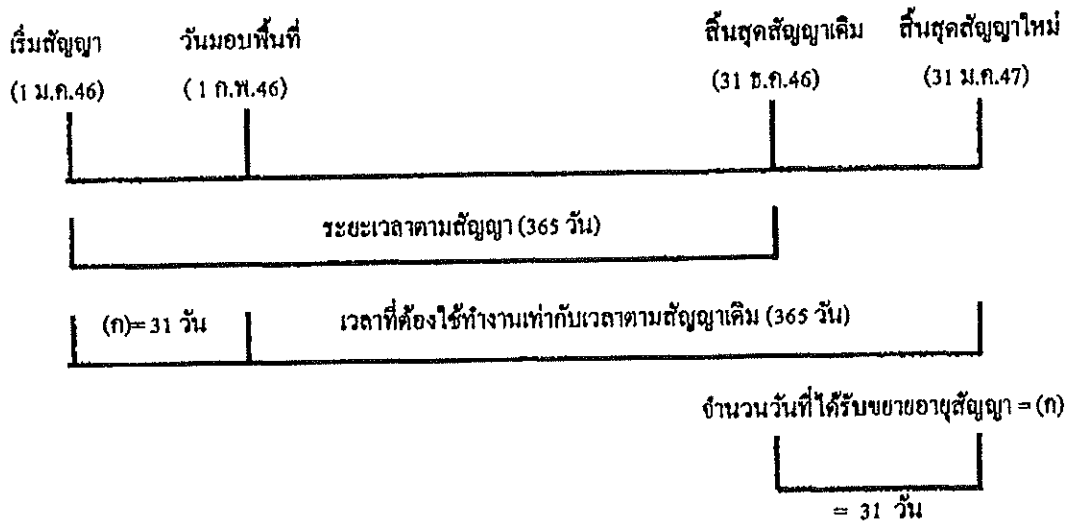 เริ่มสัญญา
วันมอบพื้นที่
สิ้นสุดสัญญาเดิม
สิ้นสุดสัญญาใหม่
(1 ม.ค.46)
( 1 ก.พ.46)
(31 ธ.ค.46)
(31 ม.ค.47)
ระยะเวลาตามสัญญา (365 วัน)
(ก)= 31 วัน
เวลาที่ต้องใช้ทำงานเท่ากับเวลาตามสัญญาเดิม (365 วัน)
จำนวนวันที่ได้รับขยายอายุสัญญา = (ก)
= 31 วัน